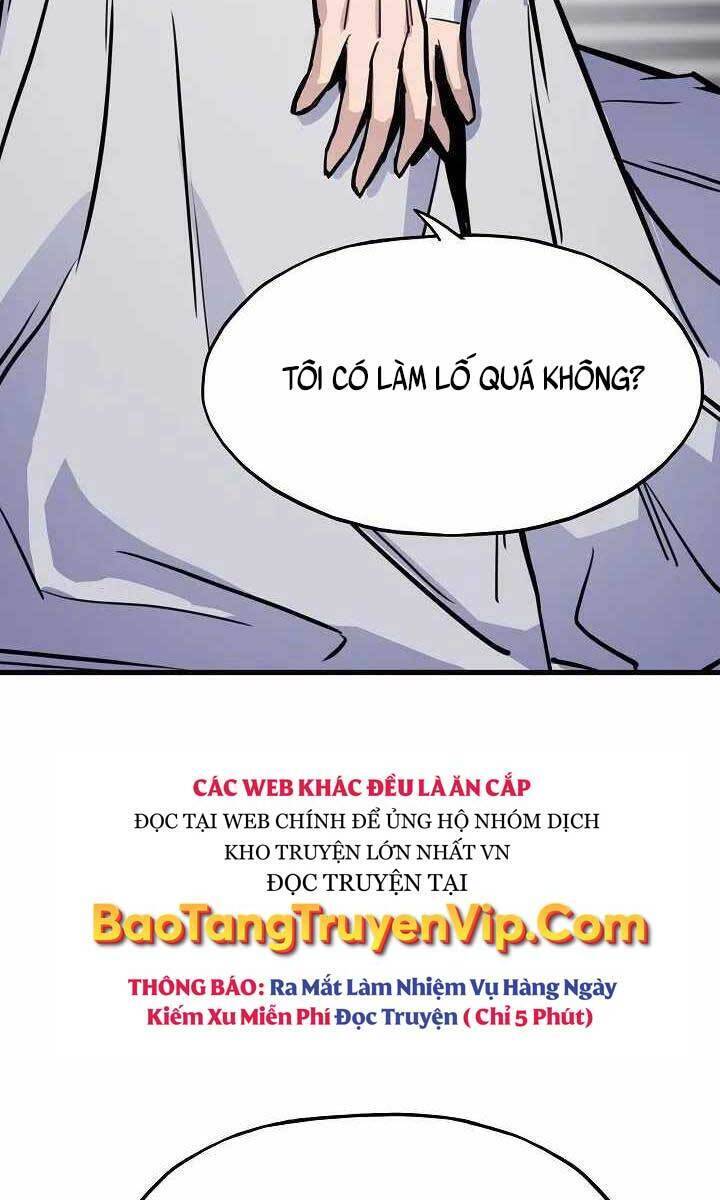 TÔI CÓ LÀM LỐ QUÁ KHÔNG?
CÁC WEB KHÁC ĐỀU LÀ ĂN CẮP
ĐỌC TẠI WEB CHÍNH ĐỂ ỦNG HỘ NHÓM DỊCH
KHO TRUYỆN LỚN NHẤT VN
ĐỌC TRUYỆN TẠI
BaoTangTruyenVip.Com
THÔNG BÁO: Ra Mắt Làm Nhiệm Vụ Hàng Ngày
Kiếm Xu Miễn Phí Đọc Truyện ( Chỉ 5 Phút)